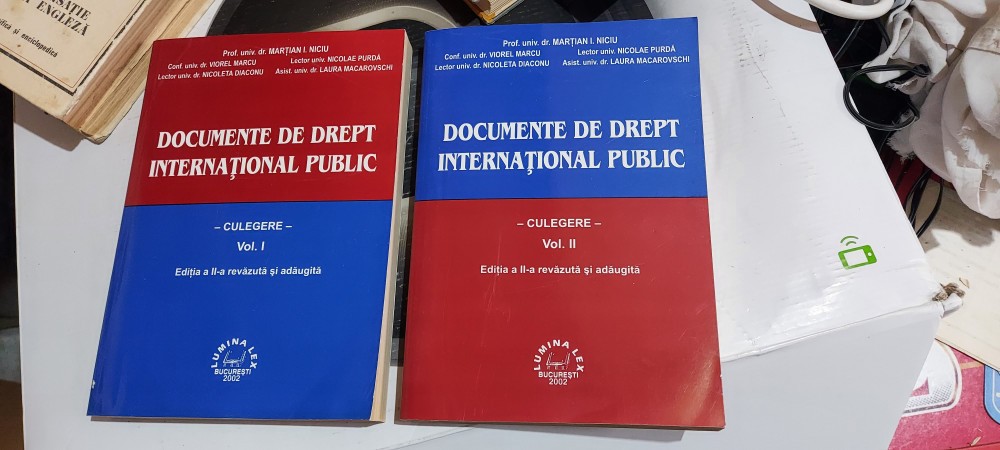 ENGLEZĂ
și enciclopedică
Prof. univ. dr. MARȚIAN I. NICIU
Conf. univ. dr. VIOREL MARCU Lector univ. NICOLAE PURDĂ
Lector univ. dr. NICOLETA DIACONU Asist. univ. dr. LAURA MACAROVSCHI
DOCUMENTE DE DREPT
INTERNAŢIONAL PUBLIC
– CULEGERE –
Vol. I
Ediția a II-a revăzută și adăugită
LUMINA LEX
BUCUREȘTI
2002
Prof. univ. dr. MARȚIAN I. NICIU
Conf. univ. dr. VIOREL MARCU Lector univ. NICOLAE PURDĂ
Lector univ. dr. NICOLETA DIACONU Asist. univ. dr. LAURA MACAROVSCHI
DOCUMENTE DE DREPT
INTERNAŢIONAL PUBLIC
– CULEGERE –
Vol. II
Ediția a II-a revăzută și adăugită
LUMINA LEX
BUCUREȘTI
2002